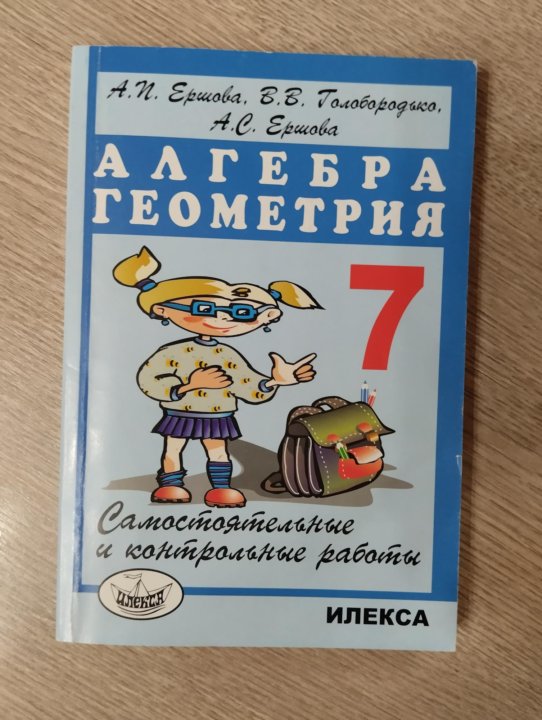 А.П. Ершова, В.В. Голобородько,
А.С. Ершова
АЛГЕБРА
ГЕОМЕТРИЯ
7
Самостоятельные
и контрольные работы
ИЛЕКСА
ИЛЕКСА